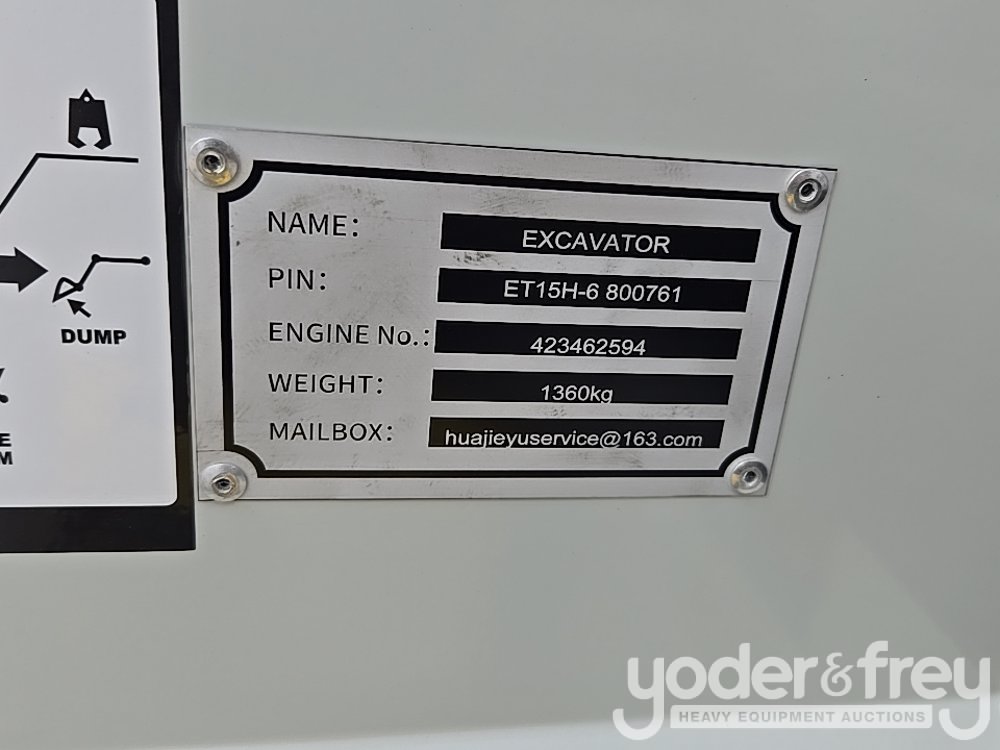 NAME: EXCAVATOR
PIN: ET15H-6 800761
ENGINE No.: 423462594
WEIGHT: 1360kg
MAILBOX: huajieyuservice@163.com
DUMP
yoder&frey
HEAVY EQUIPMENT AUCTIONS